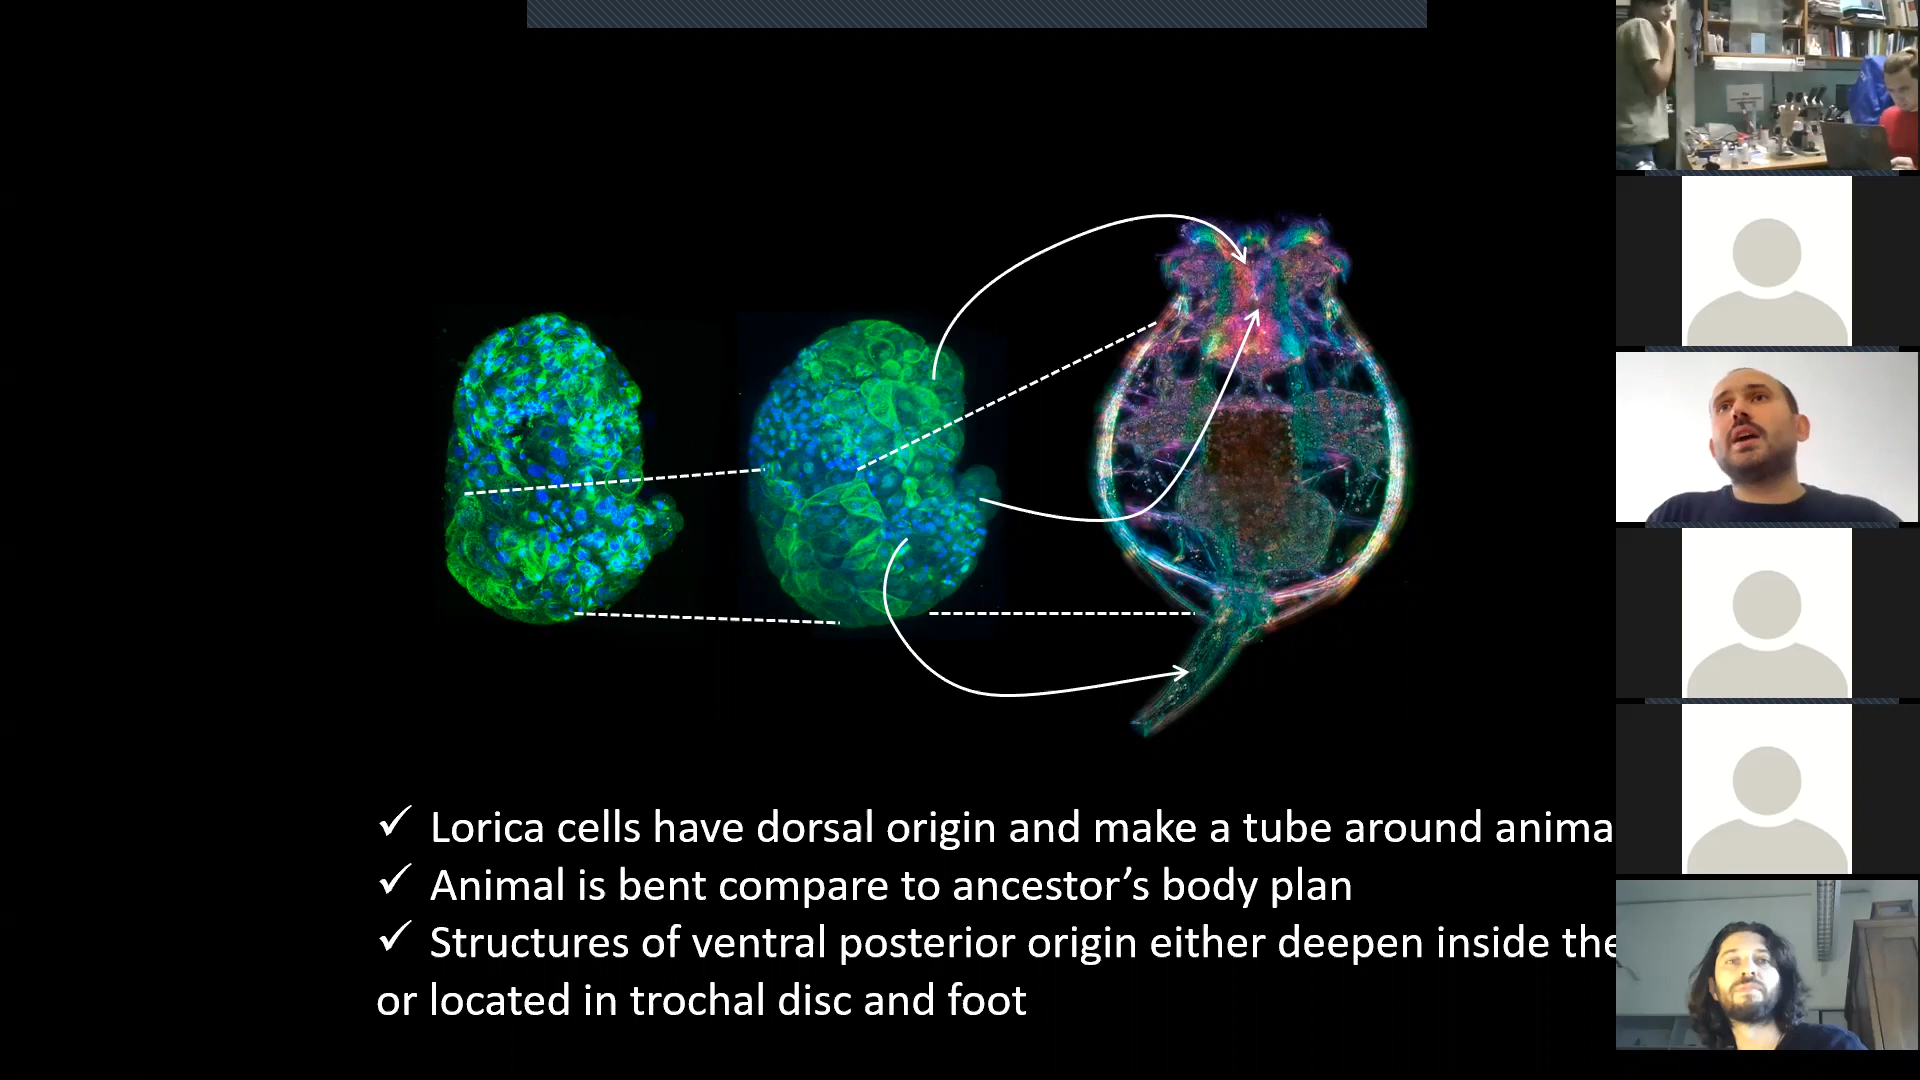 ✓ Lorica cells have dorsal origin and make a tube around anima
✓ Animal is bent compare to ancestor’s body plan
✓ Structures of ventral posterior origin either deepen inside the
or located in trochal disc and foot